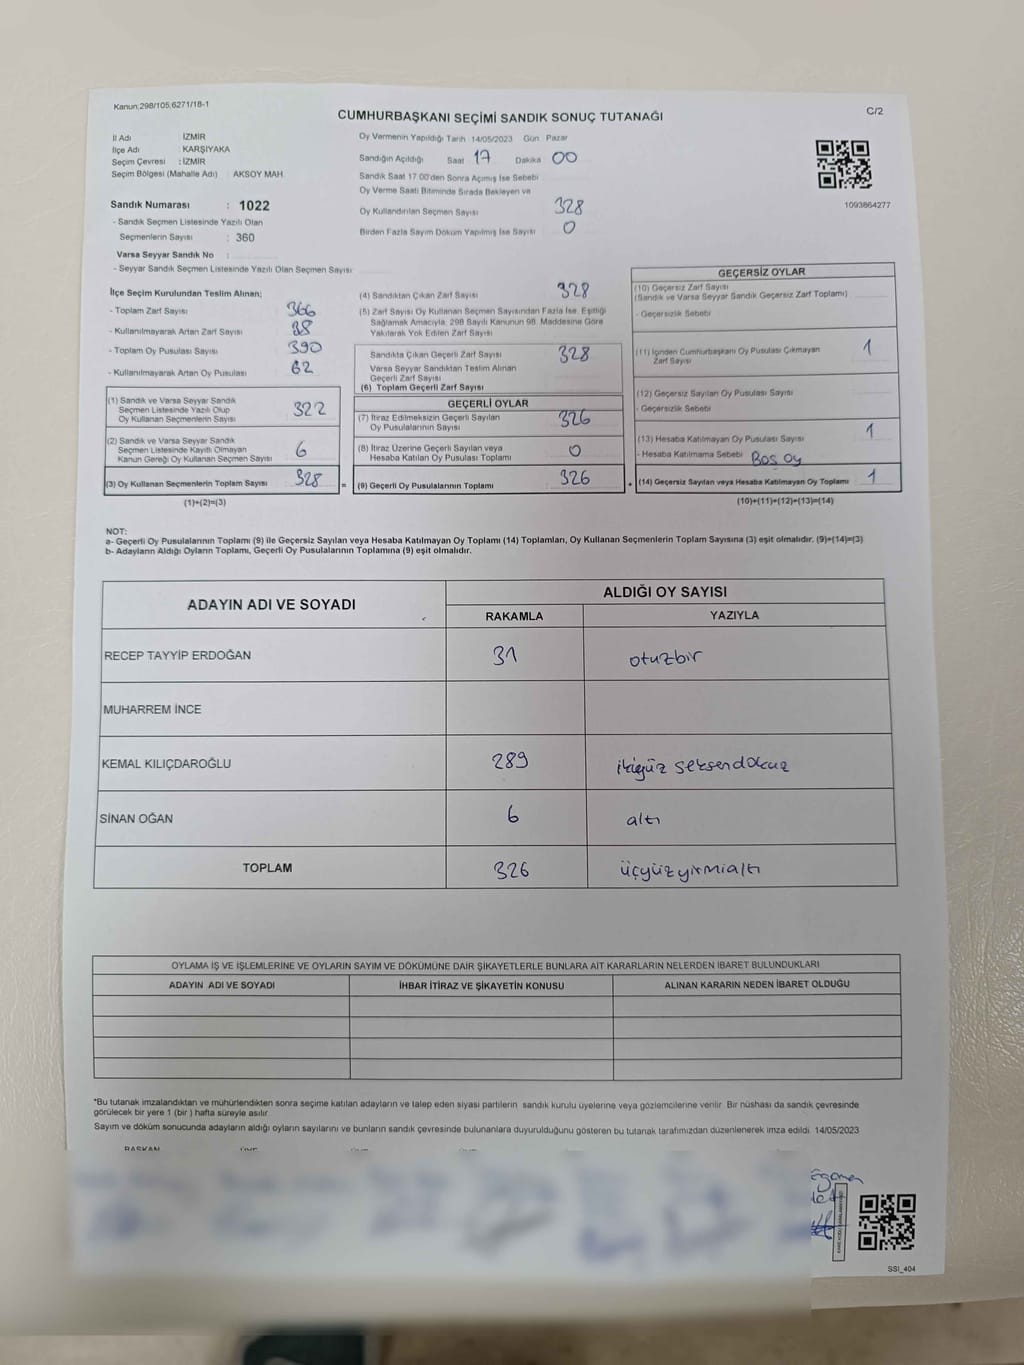 Kanun:298/105,6271/18-1
CUMHURBAŞKANI SEÇİMİ SANDIK SONUÇ TUTANAĞI
C/2
İl Adı : İZMİR
İlçe Adı : KARŞIYAKA
Seçim Çevresi : İZMİR
Seçim Bölgesi (Mahalle Adı) : AKSOY MAH.
Sandık Numarası : 1022
- Sandık Seçmen Listesinde Yazılı Olan
Seçmenlerin Sayısı : 360
Varsa Seyyar Sandık No :
- Seyyar Sandık Seçmen Listesinde Yazılı Olan Seçmen Sayısı
Oy Vermenin Yapıldığı Tarih 14/05/2023 Gün Pazar
Sandığın Açıldığı Saat 17 Dakika 00
Sandık Saat 17:00'den Sonra Açımış İse Sebebi
Oy Verme Saati Bitiminde Sırada Bekleyen ve
Oy Kullandırılan Seçmen Sayısı 328
Birden Fazla Sayım Döküm Yapılmış İse Sayısı 0
1093864277
İlçe Seçim Kurulundan Teslim Alınan;
- Toplam Zarf Sayısı 366
- Kullanılmayarak Artan Zarf Sayısı 38
- Toplam Oy Pusulası Sayısı 390
- Kullanılmayarak Artan Oy Pusulası 62
(1) Sandık ve Varsa Seyyar Sandık
Seçmen Listesinde Yazılı Olup
Oy Kullanan Seçmenlerin Sayısı 322
(2) Sandık ve Varsa Seyyar Sandık
Seçmen Listesinde Kayıtlı Olmayan
Kanun Gereği Oy Kullanan Seçmen Sayısı 6
(3) Oy Kullanan Seçmenlerin Toplam Sayısı 328 =
(1)+(2)=(3)
(4) Sandıktan Çıkan Zarf Sayısı 328
(5) Zarf Sayısı Oy Kullanan Seçmen Sayısından Fazla İse, Eşitliği
Sağlamak Amacıyla, 298 Sayılı Kanunun 98. Maddesine Göre
Yakılarak Yok Edilen Zarf Sayısı
Sandıkta Çıkan Geçerli Zarf Sayısı 328
Varsa Seyyar Sandıktan Teslim Alınan
Geçerli Zarf Sayısı
(6) Toplam Geçerli Zarf Sayısı
GEÇERLİ OYLAR
(7) İtiraz Edilmeksizin Geçerli Sayılan
Oy Pusulalarının Sayısı 326
(8) İtiraz Üzerine Geçerli Sayılan veya
Hesaba Katılan Oy Pusulası Toplamı 0
(9) Geçerli Oy Pusulalarının Toplamı 326 +
GEÇERSİZ OYLAR
(10) Geçersiz Zarf Sayısı
(Sandık ve Varsa Seyyar Sandık Geçersiz Zarf Toplamı)
- Geçersizlik Sebebi
(11) İçinden Cumhurbaşkanı Oy Pusulası Çıkmayan
Zarf Sayısı 1
(12) Geçersiz Sayılan Oy Pusulası Sayısı
- Geçersizlik Sebebi
(13) Hesaba Katılmayan Oy Pusulası Sayısı 1
- Hesaba Katılmama Sebebi Boş oy
(14) Geçersiz Sayılan veya Hesaba Katılmayan Oy Toplamı 1
(10)+(11)+(12)+(13)=(14)
NOT:
a- Geçerli Oy Pusulalarının Toplamı (9) ile Geçersiz Sayılan veya Hesaba Katılmayan Oy Toplamı (14) Toplamları, Oy Kullanan Seçmenlerin Toplam Sayısına (3) eşit olmalıdır. (9)+(14)=(3)
b- Adayların Aldığı Oyların Toplamı, Geçerli Oy Pusulalarının Toplamına (9) eşit olmalıdır.
ADAYIN ADI VE SOYADI
ALDIĞI OY SAYISI
RAKAMLA YAZIYLA
RECEP TAYYİP ERDOĞAN 31 otuzbir
MUHARREM İNCE
KEMAL KILIÇDAROĞLU 289 ikiyüz seksendokuz
SİNAN OĞAN 6 altı
TOPLAM 326 üçyüzyirmialtı
OYLAMA İŞ VE İŞLEMLERİNE VE OYLARIN SAYIM VE DÖKÜMÜNE DAİR ŞİKAYETLERLE BUNLARA AİT KARARLARIN NELERDEN İBARET BULUNDUKLARI
ADAYIN ADI VE SOYADI İHBAR İTİRAZ VE ŞİKAYETİN KONUSU ALINAN KARARIN NEDEN İBARET OLDUĞU
*Bu tutanak imzalandıktan ve mühürlendikten sonra seçime katılan adayların ve talep eden siyasi partilerin sandık kurulu üyelerine veya gözlemcilerine verilir. Bir nüshası da sandık çevresinde
görülecek bir yere 1 (bir ) hafta süreyle asılır.
Sayım ve döküm sonucunda adayların aldığı oyların sayılarını ve bunların sandık çevresinde bulunanlara duyurulduğunu gösteren bu tutanak tarafımızdan düzenlenerek imza edildi. 14/05/2023
BAŞKAN
SSİ_404